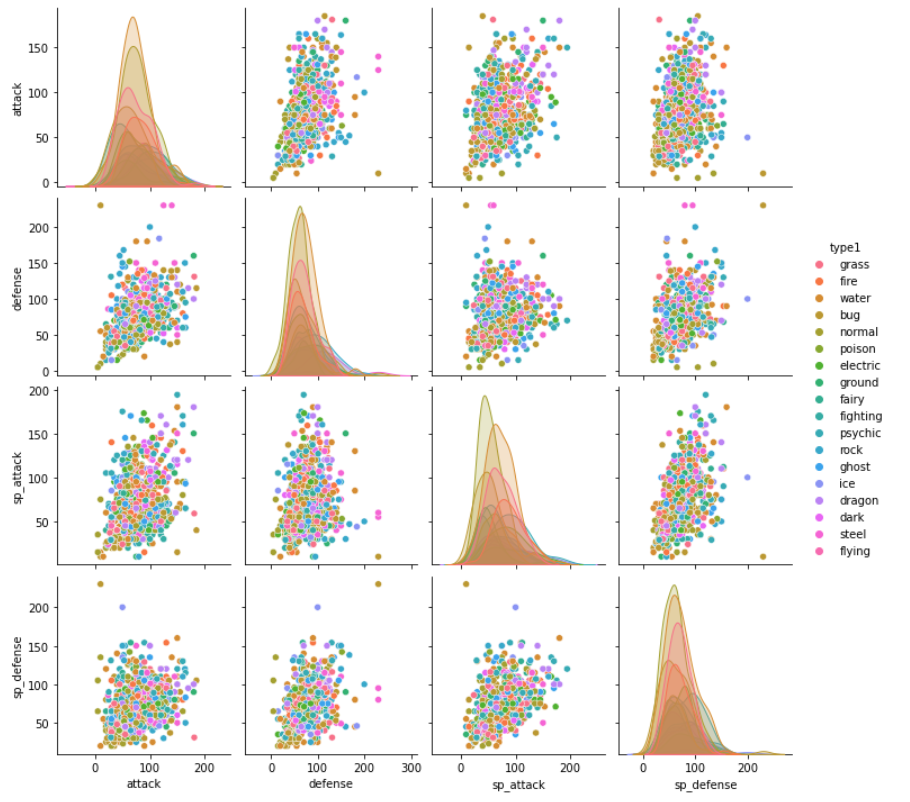 attack
150
100
50
0
defense
200
150
100
50
0
type1
grass
fire
water
bug
normal
poison
electric
ground
fairy
fighting
psychic
rock
ghost
ice
dragon
dark
steel
flying
sp_attack
200
150
100
50
sp_defense
200
150
100
50
0 100 200
0 100 200 300
0 100 200
0 100 200
attack
defense
sp_attack
sp_defense